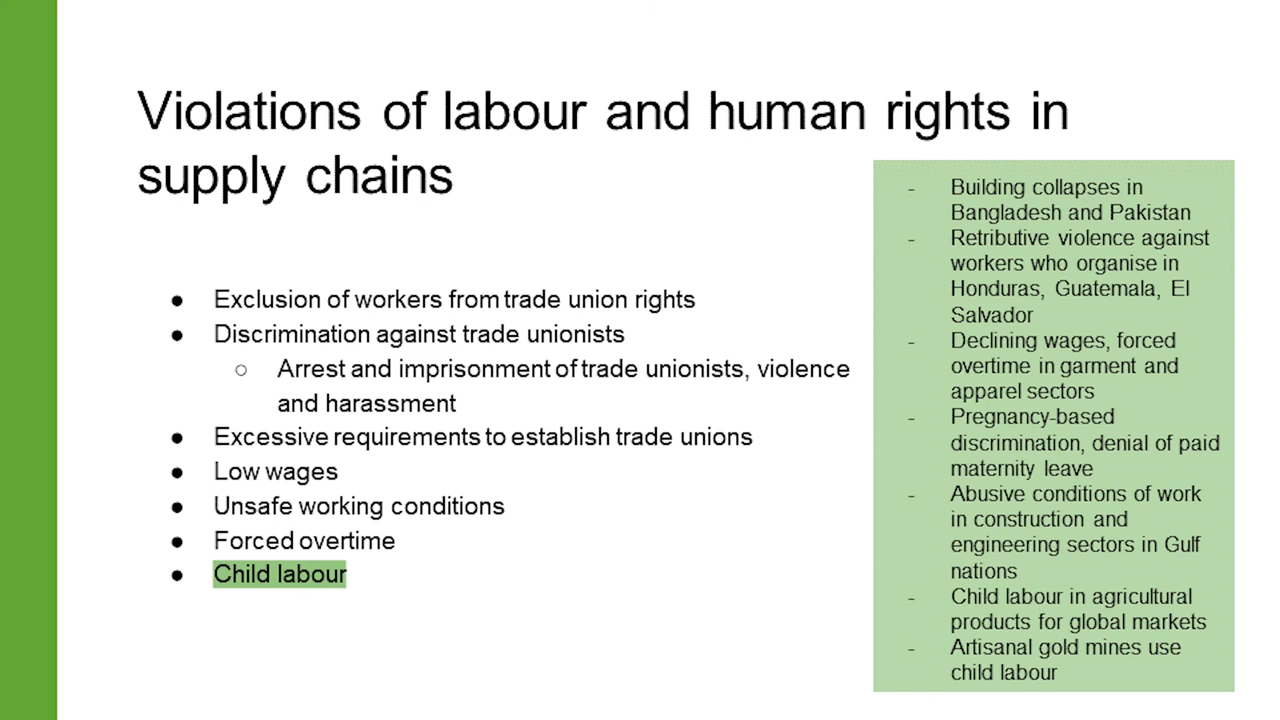 Violations of labour and human rights in
supply chains
● Exclusion of workers from trade union rights
● Discrimination against trade unionists
○ Arrest and imprisonment of trade unionists, violence
and harassment
● Excessive requirements to establish trade unions
● Low wages
● Unsafe working conditions
● Forced overtime
● Child labour
- Building collapses in
Bangladesh and Pakistan
- Retributive violence against
workers who organise in
Honduras, Guatemala, El
Salvador
- Declining wages, forced
overtime in garment and
apparel sectors
- Pregnancy-based
discrimination, denial of paid
maternity leave
- Abusive conditions of work
in construction and
engineering sectors in Gulf
nations
- Child labour in agricultural
products for global markets
- Artisanal gold mines use
child labour